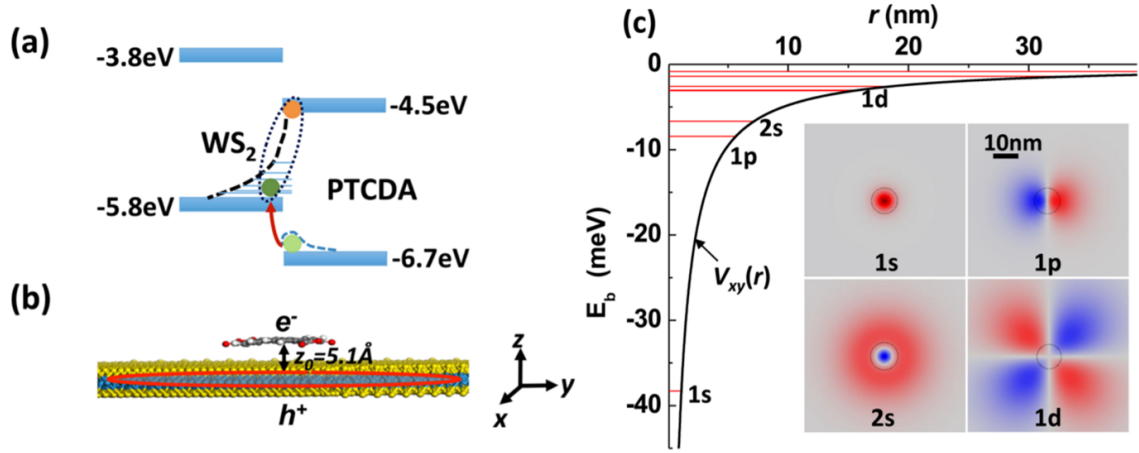 (a)
-3.8eV
-4.5eV
WS2
PTCDA
-5.8eV
-6.7eV
(b)
e-
z0=5.1Å
h+
z
y
x
(c)
r (nm)
10 20 30
0
-10
-20
-30
-40
Eb (meV)
1d
2s
1p
Vxy(r)
1s
10nm
1s
1p
2s
1d